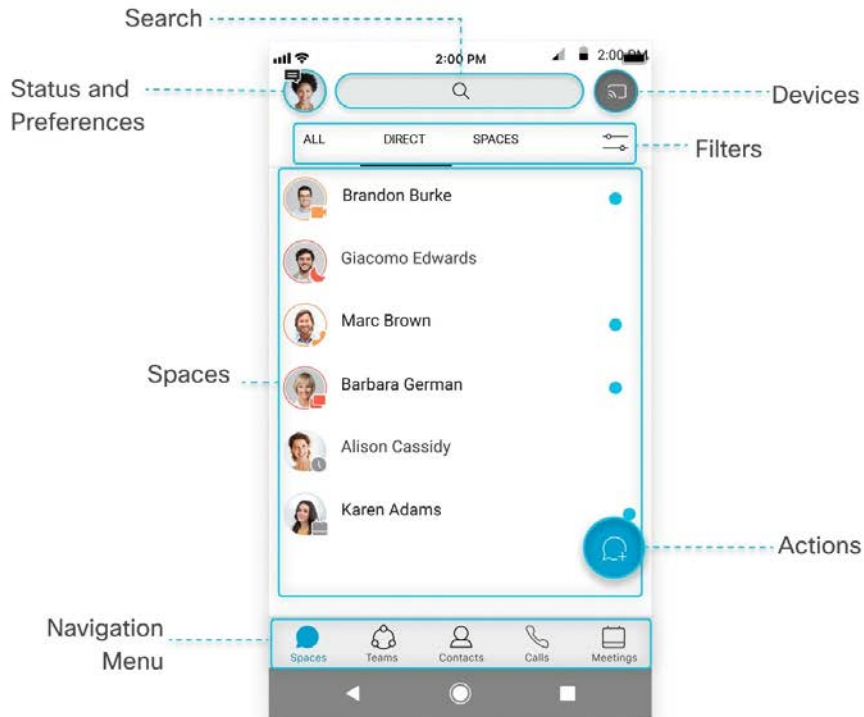 Search
2:00 PM
2:00 PM
Status and
Preferences
Devices
ALL DIRECT SPACES
Filters
Brandon Burke
Giacomo Edwards
Marc Brown
Spaces
Barbara German
Alison Cassidy
Karen Adams
Actions
Navigation
Menu
Spaces Teams Contacts Calls Meetings